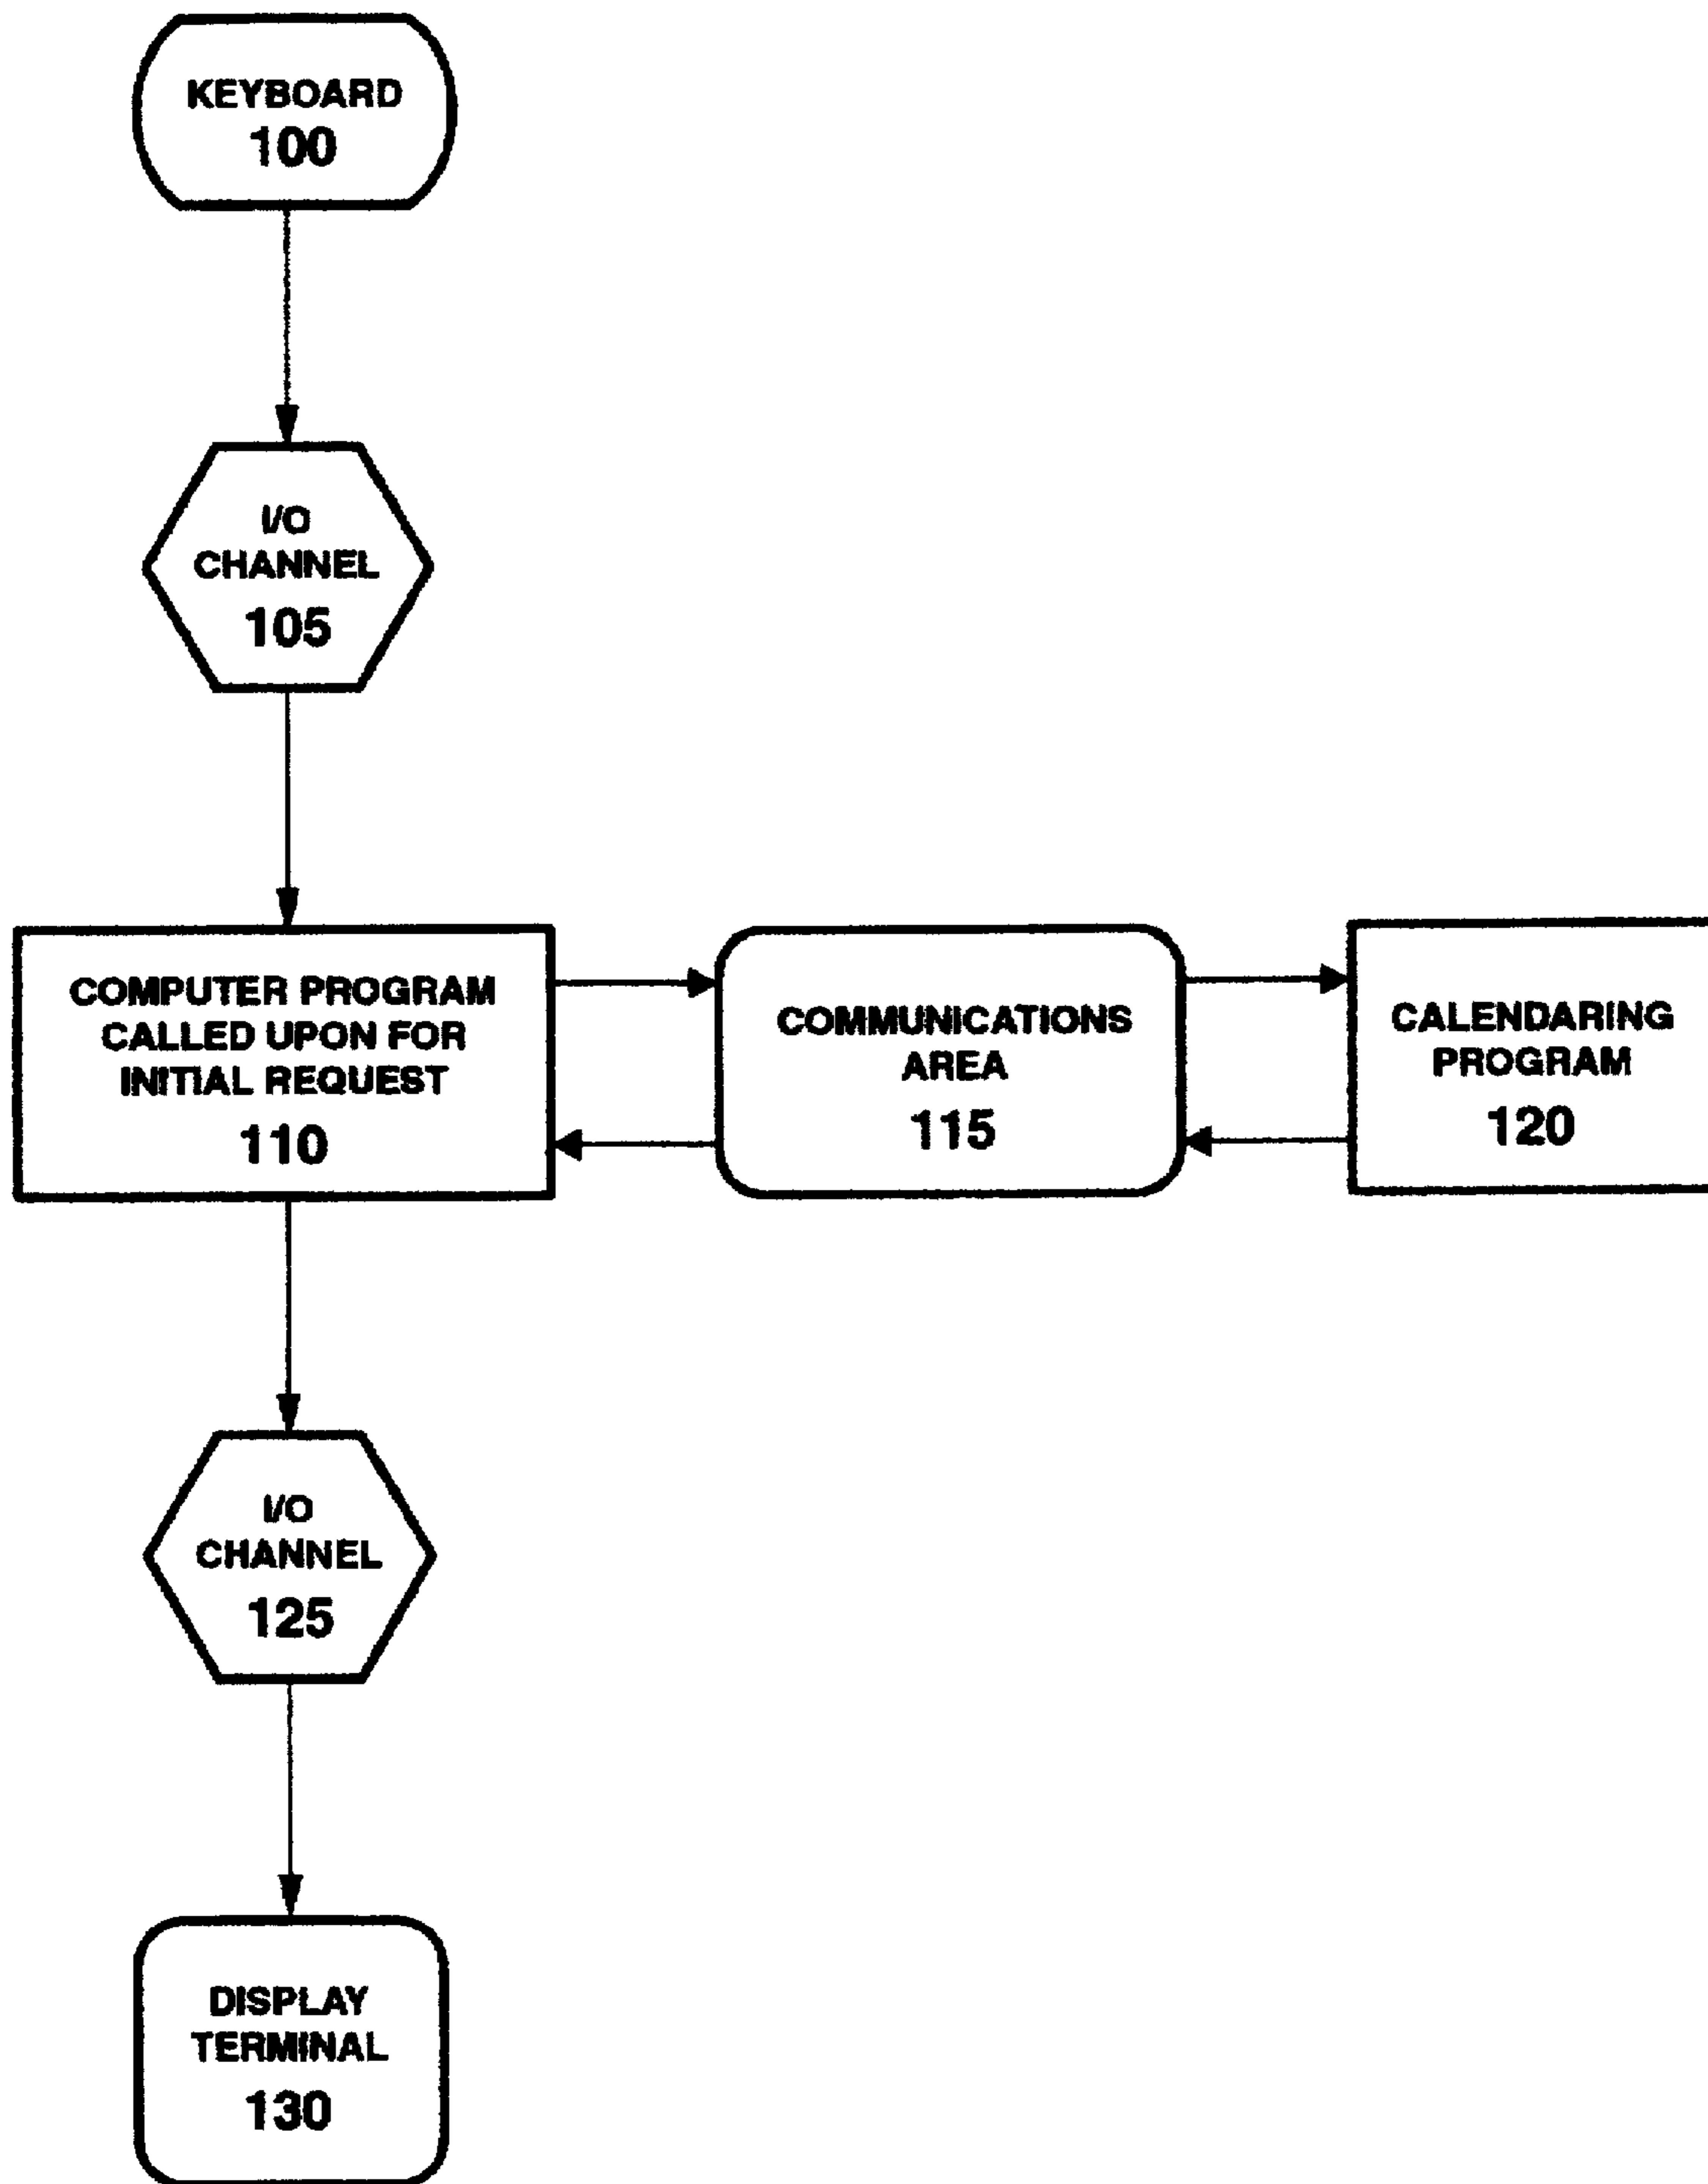 KEYBOARD
100
I/O
CHANNEL
105
COMPUTER PROGRAM
CALLED UPON FOR
INITIAL REQUEST
110
COMMUNICATIONS
AREA
115
CALENDARING
PROGRAM
120
I/O
CHANNEL
125
DISPLAY
TERMINAL
130